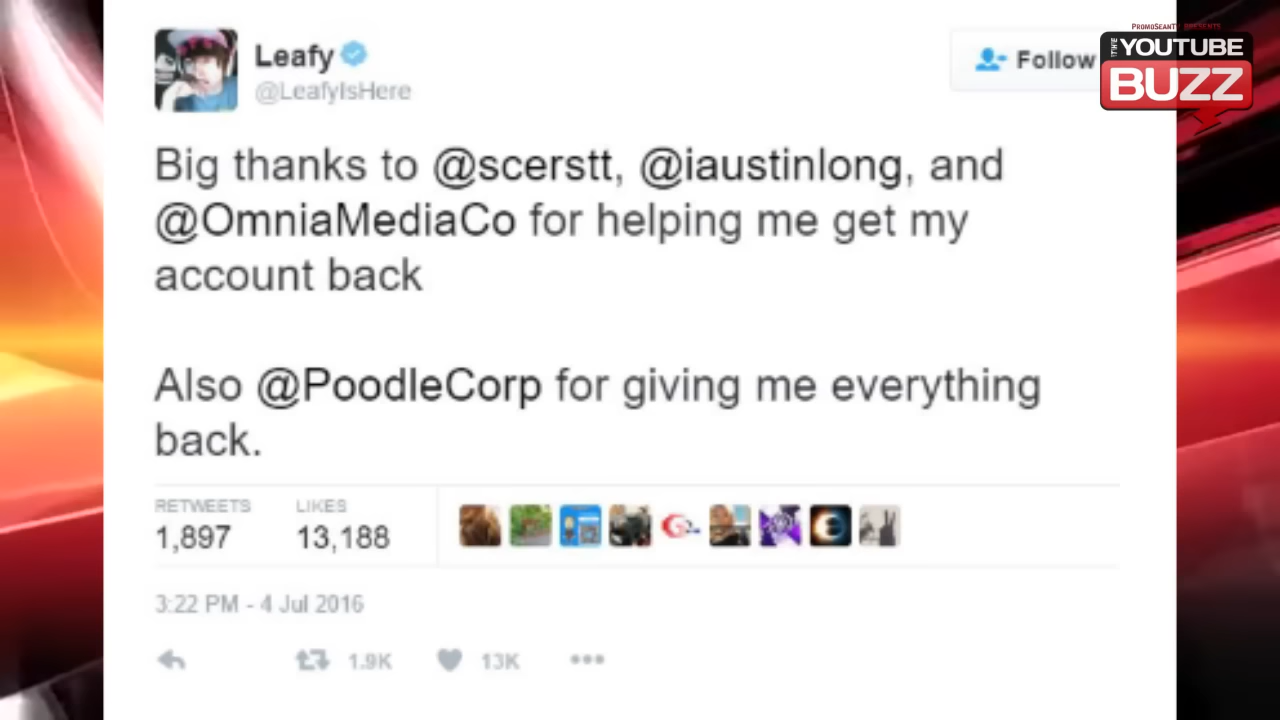 PROMOSEANTV PRESENTS
THE YOUTUBE
BUZZ
Leafy
@LeafyIsHere
Follow
Big thanks to @scerstt, @iaustinlong, and
@OmniaMediaCo for helping me get my
account back
Also @PoodleCorp for giving me everything
back.
RETWEETS LIKES
1,897 13,188
3:22 PM - 4 Jul 2016
1.9K 13K